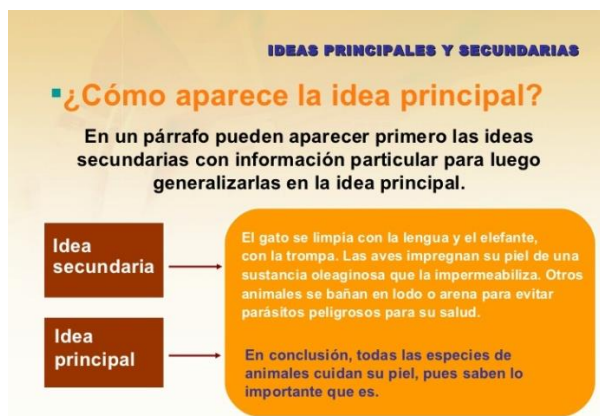 IDEAS PRINCIPALES Y SECUNDARIAS
¿Cómo aparece la idea principal?
En un párrafo pueden aparecer primero las ideas
secundarias con información particular para luego
generalizarlas en la idea principal.
Idea
secundaria
El gato se limpia con la lengua y el elefante,
con la trompa. Las aves impregnan su piel de una
sustancia oleaginosa que la impermeabiliza. Otros
animales se bañan en lodo o arena para evitar
parásitos peligrosos para su salud.
Idea
principal
En conclusión, todas las especies de
animales cuidan su piel, pues saben lo
importante que es.